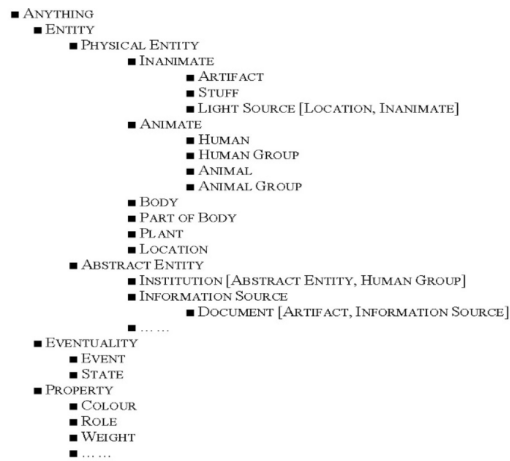 ■ ANYTHING
■ ENTITY
■ PHYSICAL ENTITY
■ INANIMATE
■ ARTIFACT
■ STUFF
■ LIGHT SOURCE [LOCATION, INANIMATE]
■ ANIMATE
■ HUMAN
■ HUMAN GROUP
■ ANIMAL
■ ANIMAL GROUP
■ BODY
■ PART OF BODY
■ PLANT
■ LOCATION
■ ABSTRACT ENTITY
■ INSTITUTION [ABSTRACT ENTITY, HUMAN GROUP]
■ INFORMATION SOURCE
■ DOCUMENT [ARTIFACT, INFORMATION SOURCE]
■ ... ...
■ EVENTUALITY
■ EVENT
■ STATE
■ PROPERTY
■ COLOUR
■ ROLE
■ WEIGHT
■ ... ...